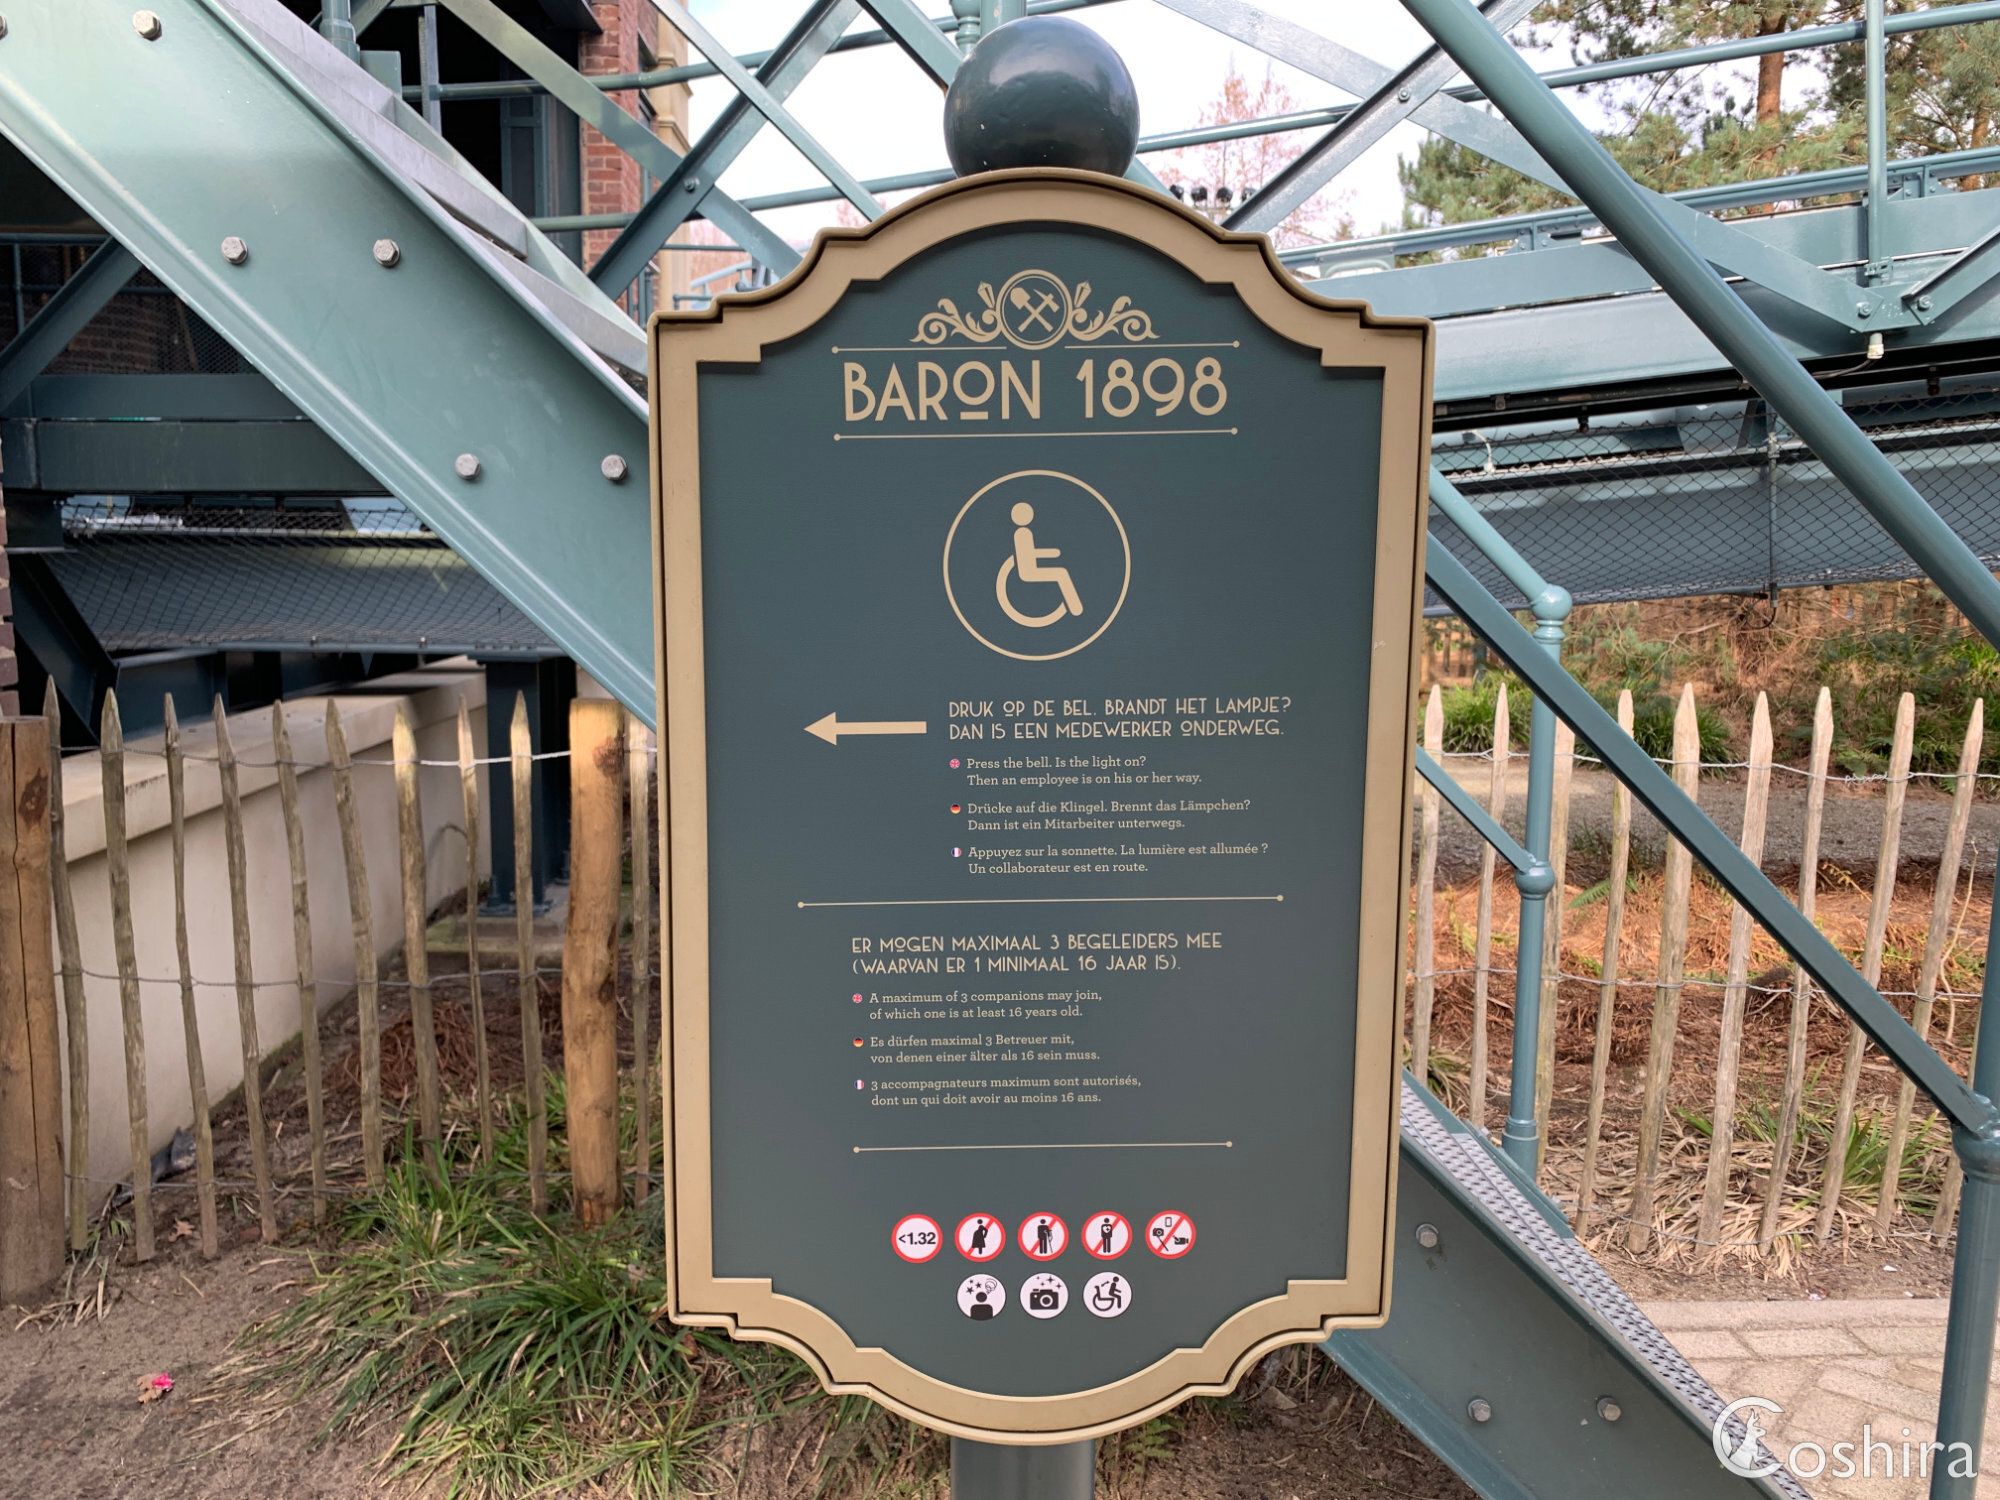 BARON 1898
DRUK OP DE BEL. BRANDT HET LAMPJE?
DAN IS EEN MEDEWERKER ONDERWEG.
Press the bell. Is the light on?
Then an employee is on his or her way.
Drücke auf die Klingel. Brennt das Lämpchen?
Dann ist ein Mitarbeiter unterwegs.
Appuyez sur la sonnette. La lumière est allumée ?
Un collaborateur est en route.
ER MOGEN MAXIMAAL 3 BEGELEIDERS MEE
(WAARVAN ER 1 MINIMAAL 16 JAAR IS).
A maximum of 3 companions may join,
of which one is at least 16 years old.
Es dürfen maximal 3 Betreuer mit,
von denen einer älter als 16 sein muss.
3 accompagnateurs maximum sont autorisés,
dont un qui doit avoir au moins 16 ans.
<1.32
Coshira